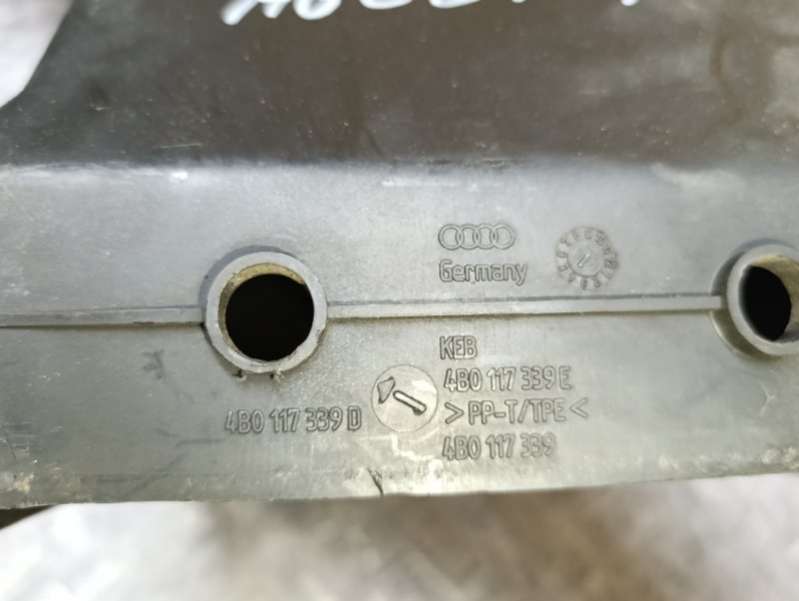 Germany
KEB
4B0 117 339 E
4B0 117 339 D
>PP-T/TPE<
4B0 117 339